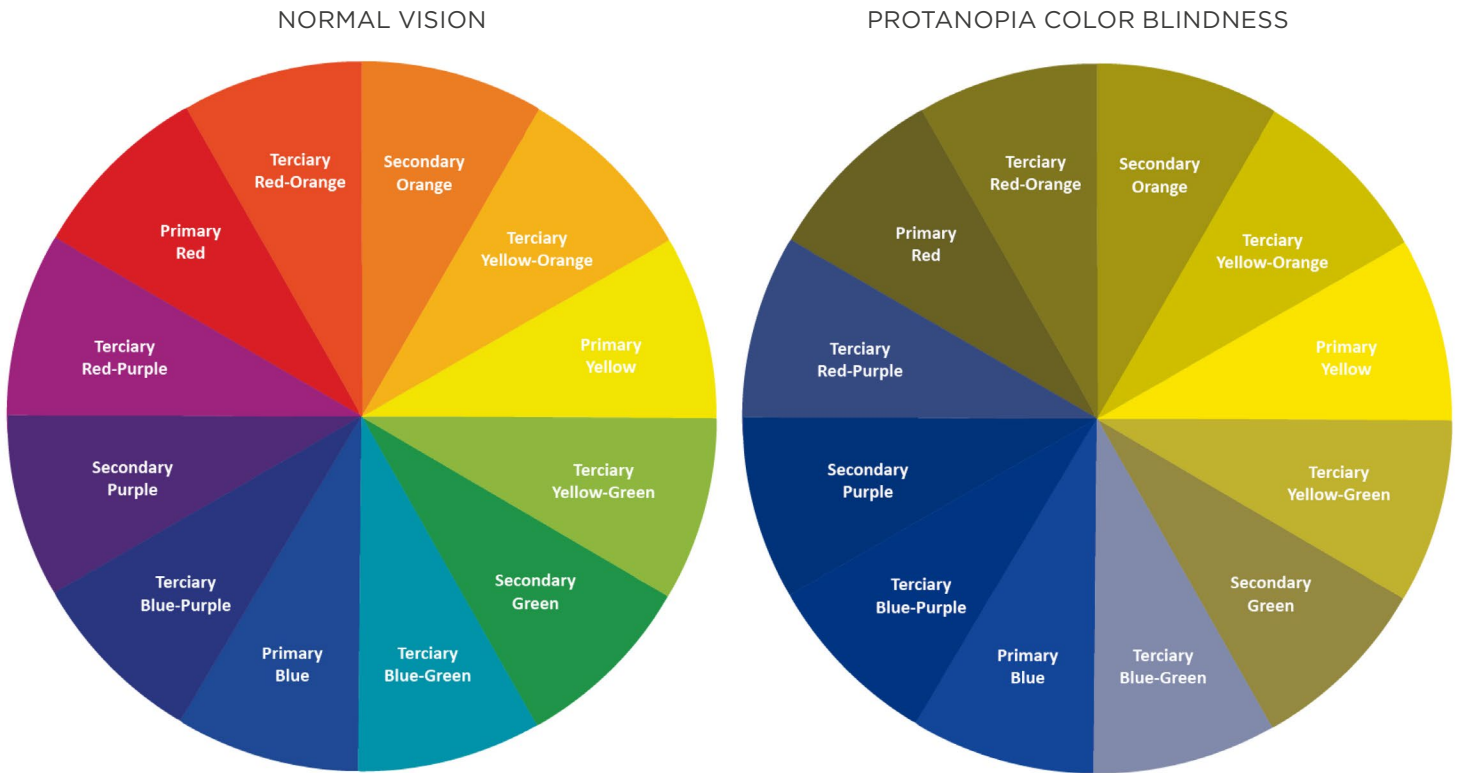 NORMAL VISION
Terciary
Red-Orange
Secondary
Orange
Terciary
Yellow-Orange
Primary
Yellow
Terciary
Yellow-Green
Secondary
Green
Terciary
Blue-Green
Primary
Blue
Terciary
Blue-Purple
Secondary
Purple
Terciary
Red-Purple
Primary
Red
PROTANOPIA COLOR BLINDNESS
Terciary
Red-Orange
Secondary
Orange
Terciary
Yellow-Orange
Primary
Yellow
Terciary
Yellow-Green
Secondary
Green
Terciary
Blue-Green
Primary
Blue
Terciary
Blue-Purple
Secondary
Purple
Terciary
Red-Purple
Primary
Red